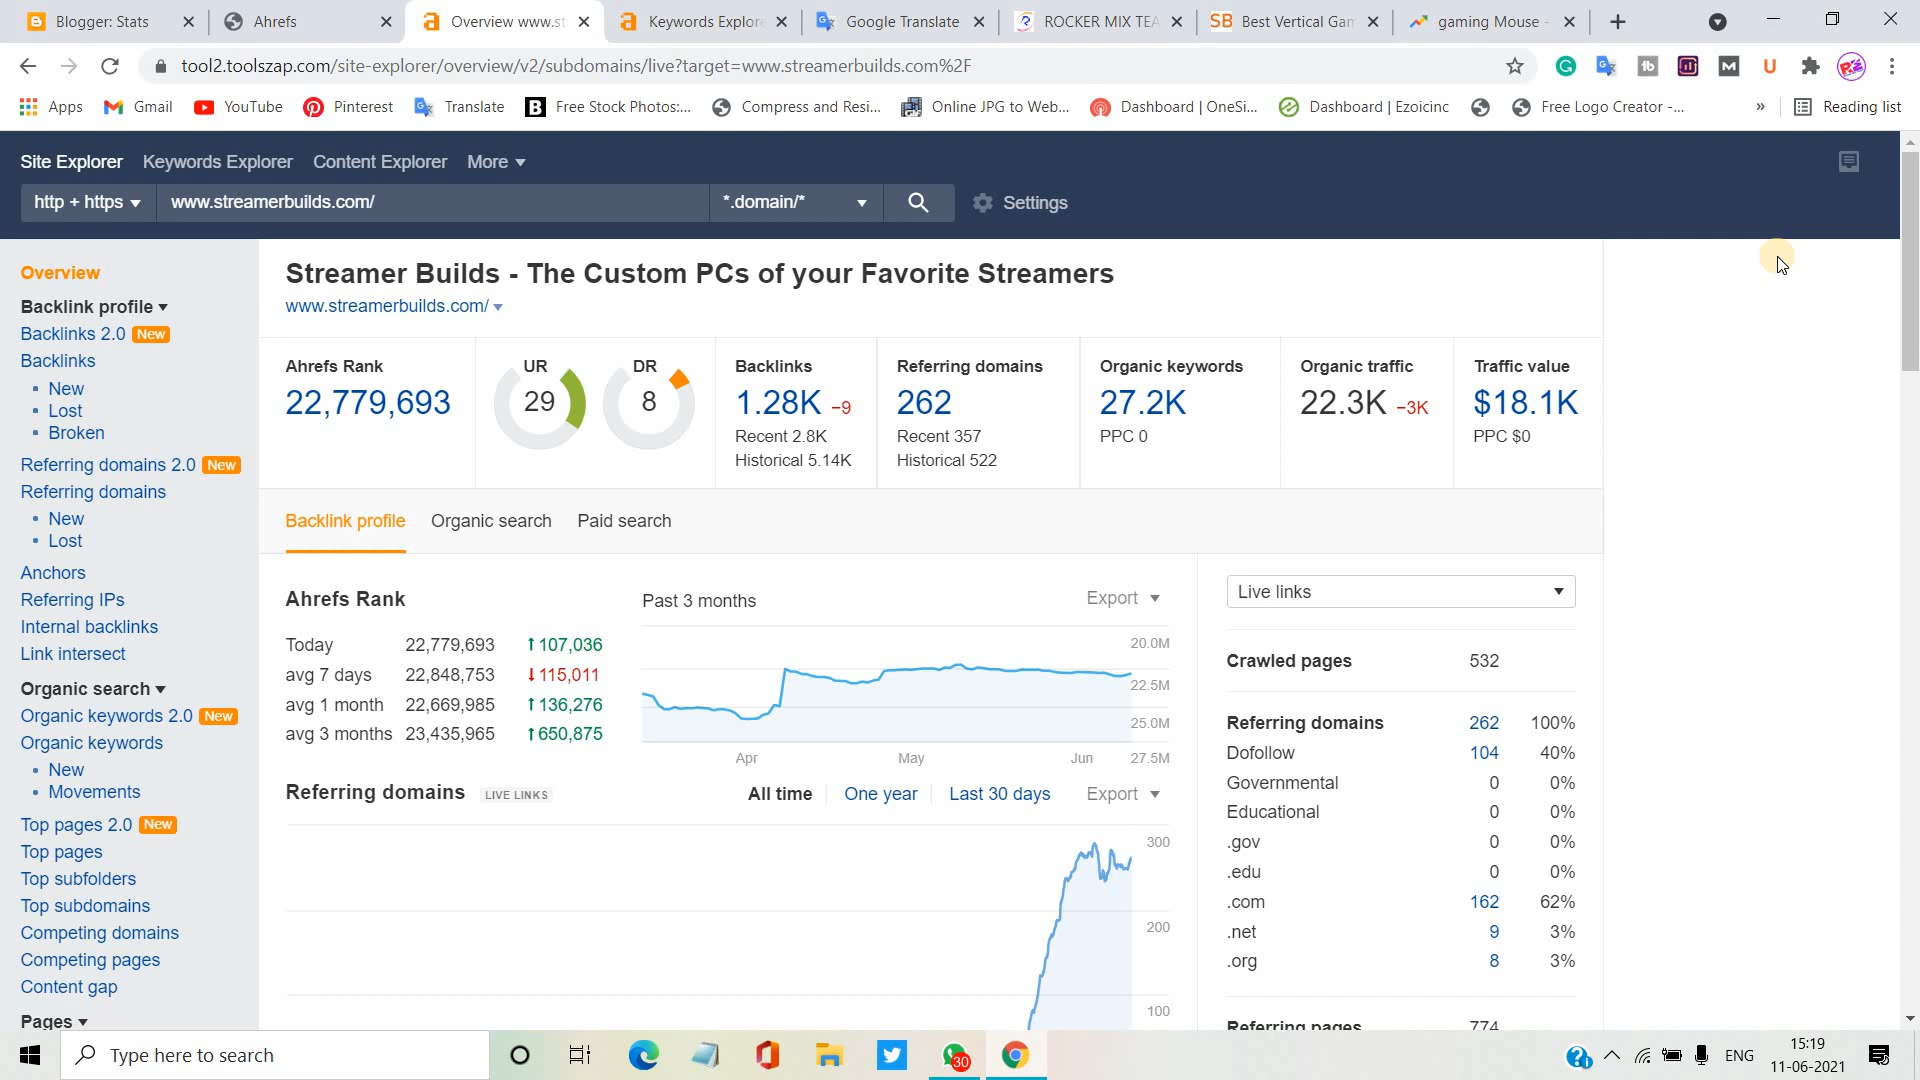 Blogger: Stats
Ahrefs
Overview www.st
Keywords Explore
Google Translate
ROCKER MIX TEA
Best Vertical Gam
gaming Mouse -
tool2.toolszap.com/site-explorer/overview/v2/subdomains/live?target=www.streamerbuilds.com%2F
Apps
Gmail
YouTube
Pinterest
Translate
Free Stock Photos:...
Compress and Resi...
Online JPG to Web...
Dashboard | OneSi...
Dashboard | Ezoicinc
Free Logo Creator -...
»
Reading list
Site Explorer Keywords Explorer Content Explorer More
http + https www.streamerbuilds.com/ *.domain/* Settings
Overview
Backlink profile
Backlinks 2.0 New
Backlinks
• New
• Lost
• Broken
Referring domains 2.0 New
Referring domains
• New
• Lost
Anchors
Referring IPs
Internal backlinks
Link intersect
Organic search
Organic keywords 2.0 New
Organic keywords
• New
• Movements
Top pages 2.0 New
Top pages
Top subfolders
Top subdomains
Competing domains
Competing pages
Content gap
Pages
Streamer Builds - The Custom PCs of your Favorite Streamers
www.streamerbuilds.com/
Ahrefs Rank
22,779,693
UR
29
DR
8
Backlinks
1.28K -9
Recent 2.8K
Historical 5.14K
Referring domains
262
Recent 357
Historical 522
Organic keywords
27.2K
PPC 0
Organic traffic
22.3K -3K
Traffic value
$18.1K
PPC $0
Backlink profile Organic search Paid search
Ahrefs Rank
Today 22,779,693 ↑107,036
avg 7 days 22,848,753 ↓115,011
avg 1 month 22,669,985 ↑136,276
avg 3 months 23,435,965 ↑650,875
Past 3 months Export
20.0M
22.5M
25.0M
27.5M
Apr May Jun
Referring domains LIVE LINKS All time One year Last 30 days Export
300
200
100
Live links
Crawled pages 532
Referring domains 262 100%
Dofollow 104 40%
Governmental 0 0%
Educational 0 0%
.gov 0 0%
.edu 0 0%
.com 162 62%
.net 9 3%
.org 8 3%
Referring pages 774
Type here to search
30
ENG
15:19
11-06-2021